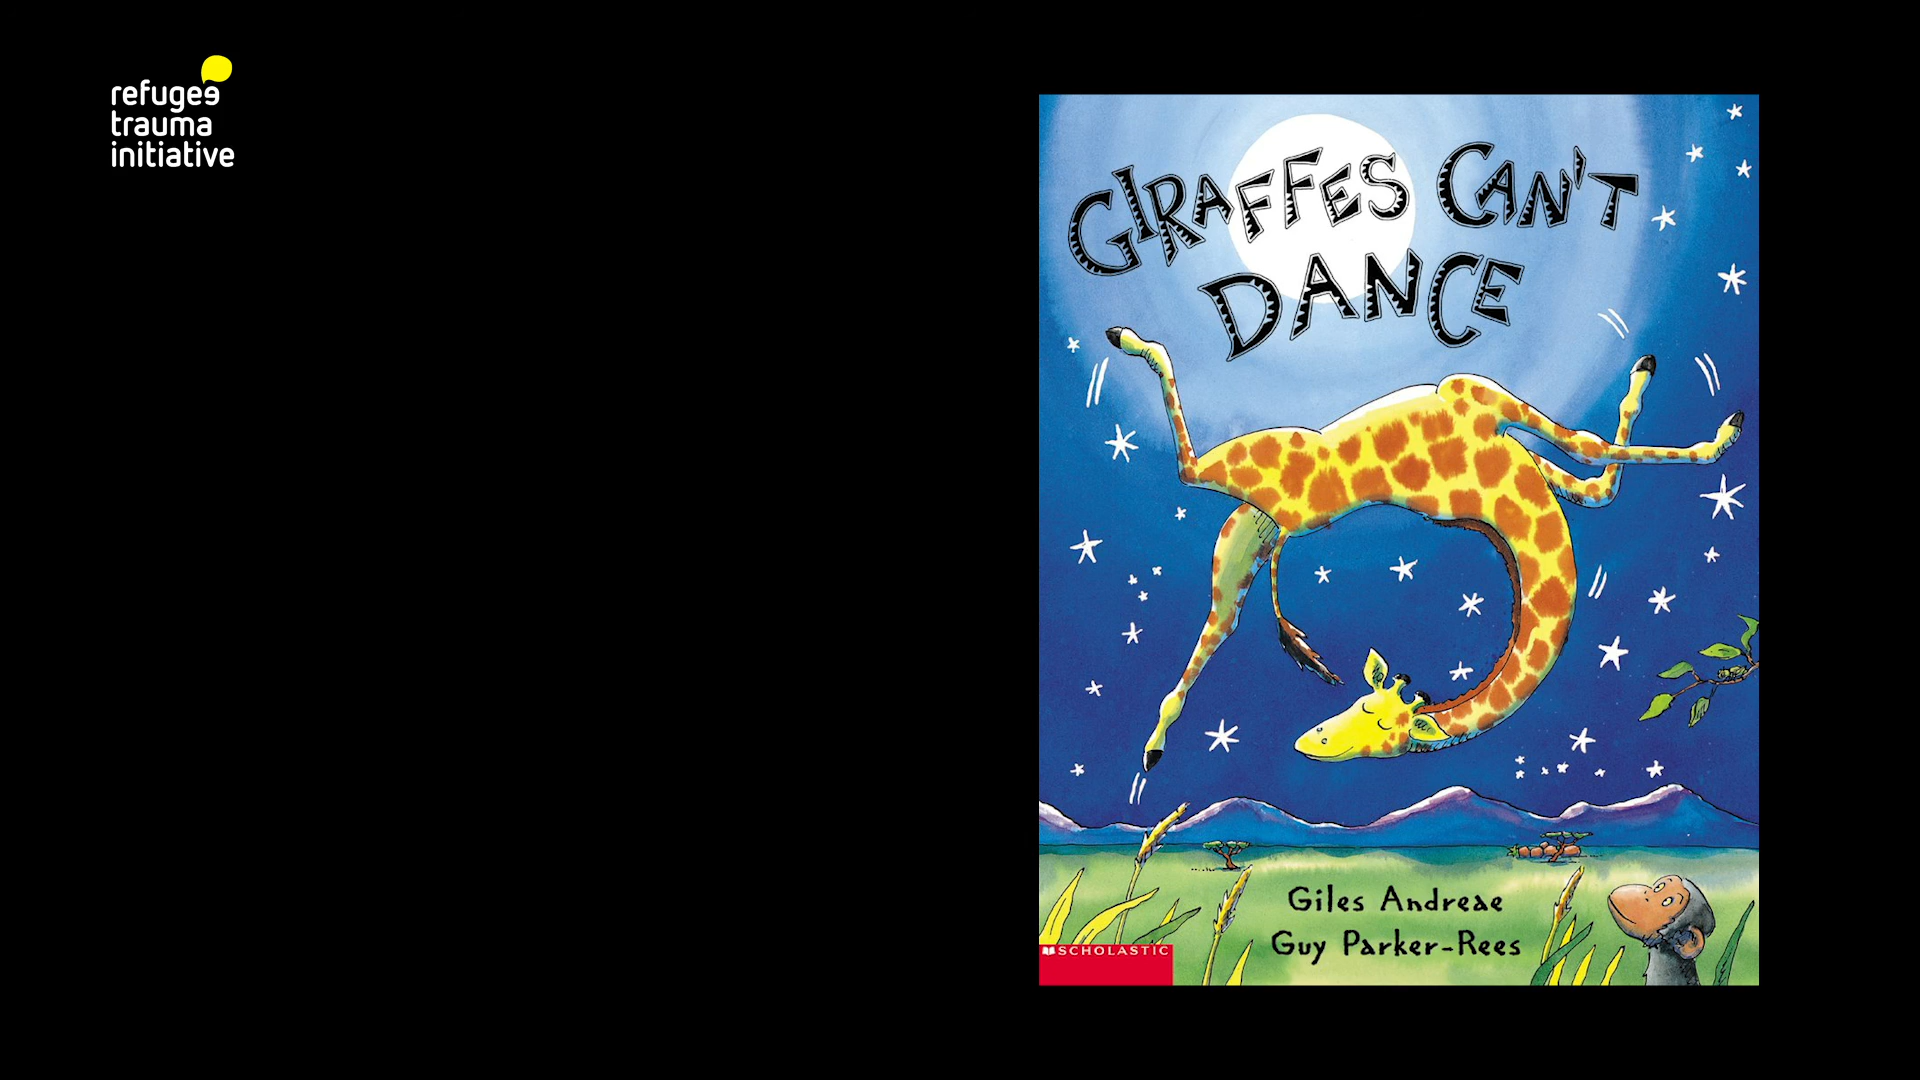 refugee
trauma
initiative
GIRAFFES CAN'T
DANCE
Giles Andreae
Guy Parker-Rees
SCHOLASTIC